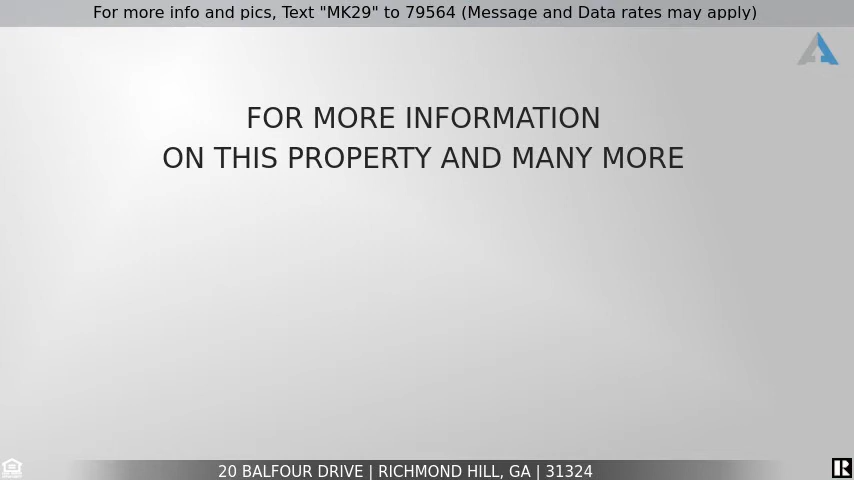 For more info and pics, Text "MK29" to 79564 (Message and Data rates may apply)
FOR MORE INFORMATION
ON THIS PROPERTY AND MANY MORE
20 BALFOUR DRIVE | RICHMOND HILL, GA | 31324